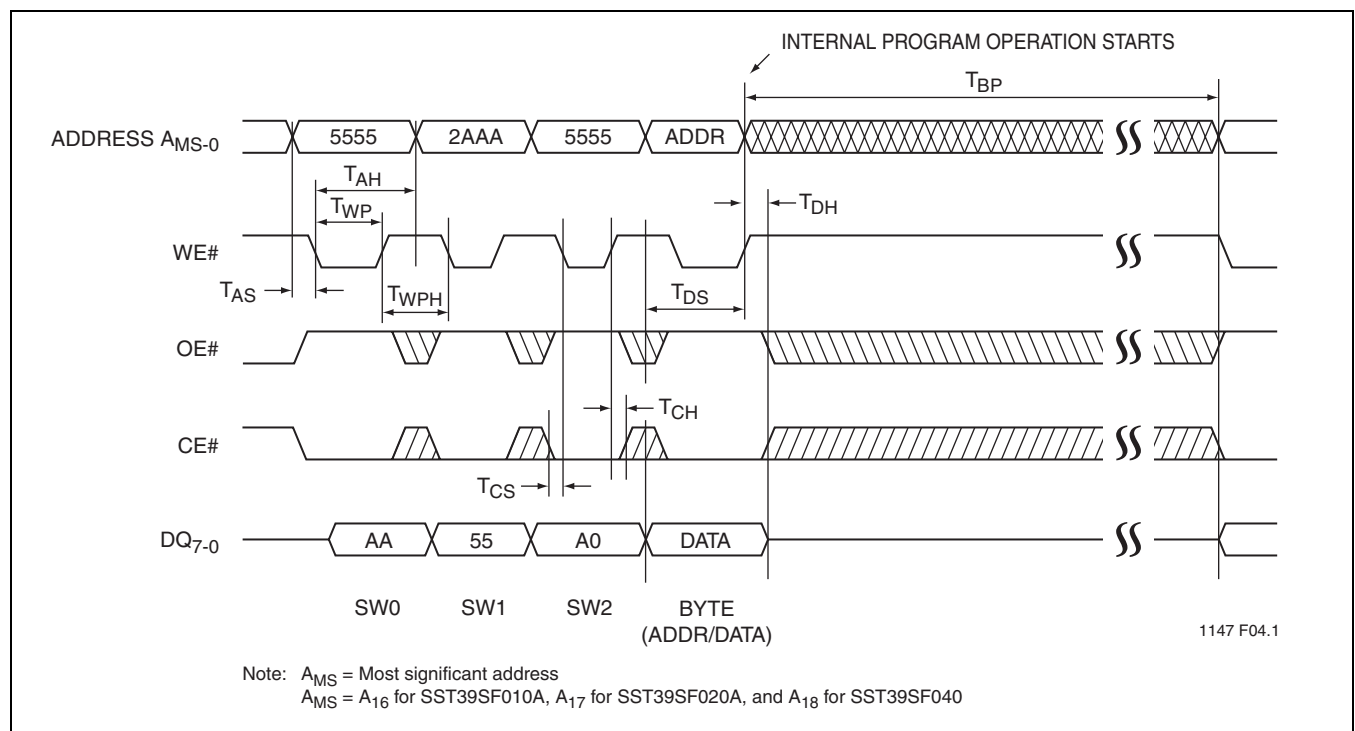 INTERNAL PROGRAM OPERATION STARTS
TBP
ADDRESS AMS-0
5555 2AAA 5555 ADDR
TAH
TDH
TWP
WE#
TAS
TWPH
TDS
OE#
TCH
CE#
TCS
DQ7-0
AA 55 A0 DATA
SW0 SW1 SW2 BYTE
(ADDR/DATA)
1147 F04.1
Note: AMS = Most significant address
AMS = A16 for SST39SF010A, A17 for SST39SF020A, and A18 for SST39SF040